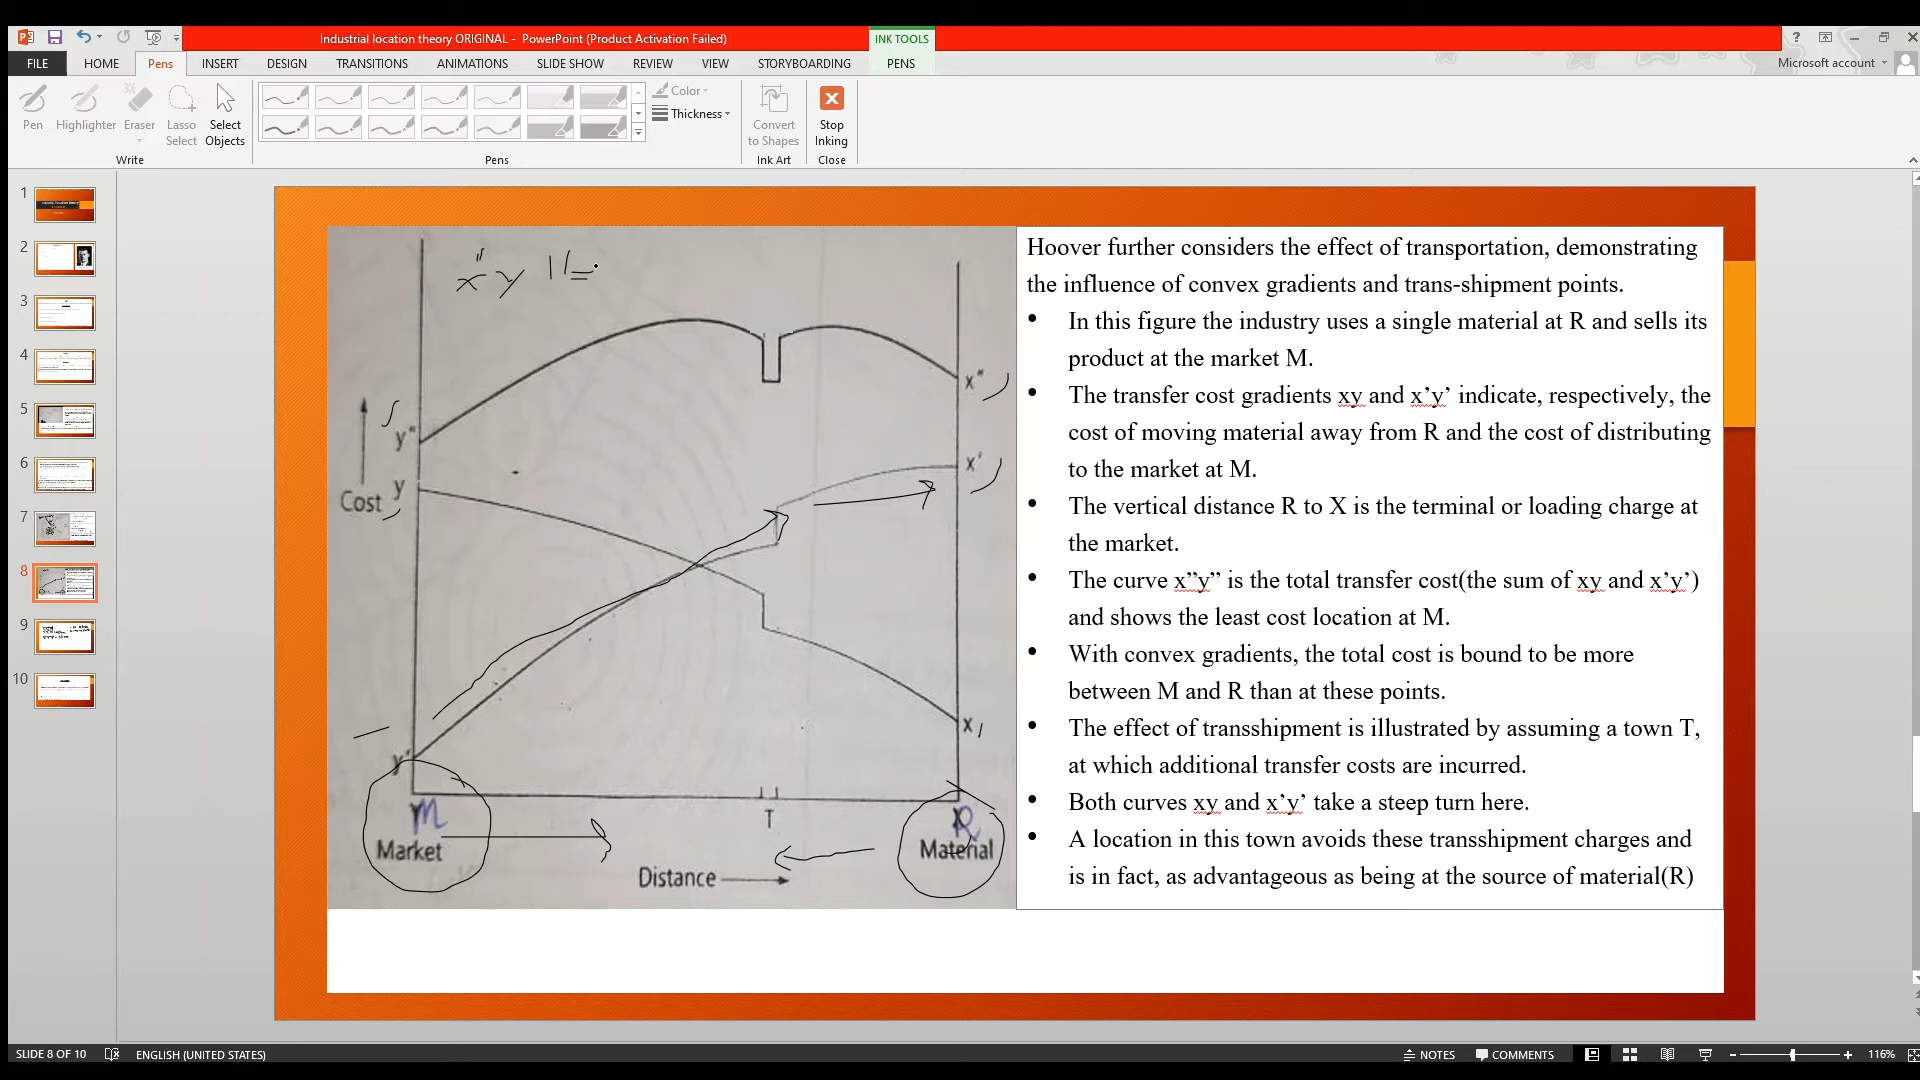 Industrial location theory ORIGINAL - PowerPoint (Product Activation Failed)
INK TOOLS
FILE
HOME
Pens
INSERT
DESIGN
TRANSITIONS
ANIMATIONS
SLIDE SHOW
REVIEW
VIEW
STORYBOARDING
PENS
Microsoft account
Pen
Highlighter
Eraser
Lasso Select
Select Objects
Color
Thickness
Convert to Shapes
Stop Inking
Write
Pens
Ink Art
Close
1
2
3
4
5
6
7
8
9
10
x" y" =
y"
Cost
y
y'
x"
x'
x
M
T
R
Market
Material
Distance
Hoover further considers the effect of transportation, demonstrating
the influence of convex gradients and trans-shipment points.
• In this figure the industry uses a single material at R and sells its
product at the market M.
• The transfer cost gradients xy and x’y’ indicate, respectively, the
cost of moving material away from R and the cost of distributing
to the market at M.
• The vertical distance R to X is the terminal or loading charge at
the market.
• The curve x”y” is the total transfer cost(the sum of xy and x’y’)
and shows the least cost location at M.
• With convex gradients, the total cost is bound to be more
between M and R than at these points.
• The effect of transshipment is illustrated by assuming a town T,
at which additional transfer costs are incurred.
• Both curves xy and x’y’ take a steep turn here.
• A location in this town avoids these transshipment charges and
is in fact, as advantageous as being at the source of material(R)
SLIDE 8 OF 10
ENGLISH (UNITED STATES)
NOTES
COMMENTS
116%